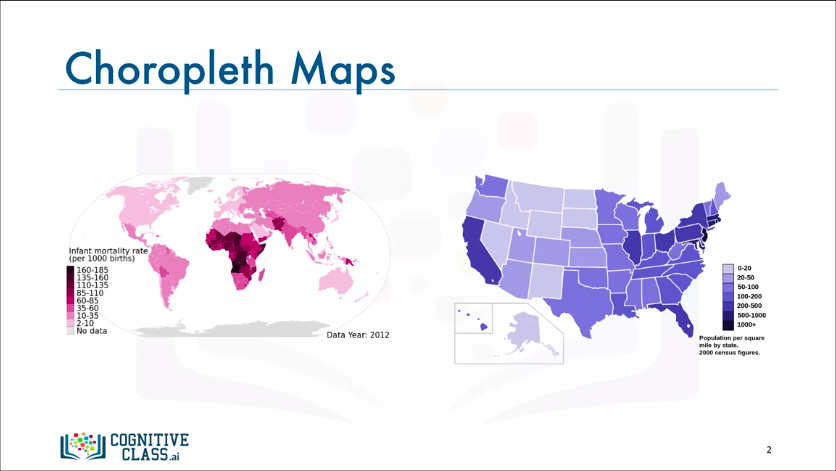 Choropleth Maps
Infant mortality rate
(per 1000 births)
160-185
135-160
110-135
85-110
60-85
35-60
10-35
2-10
No data
Data Year: 2012
0-20
20-50
50-100
100-200
200-500
500-1000
1000+
Population per square
mile by state.
2000 census figures.
COGNITIVE
CLASS.ai
2